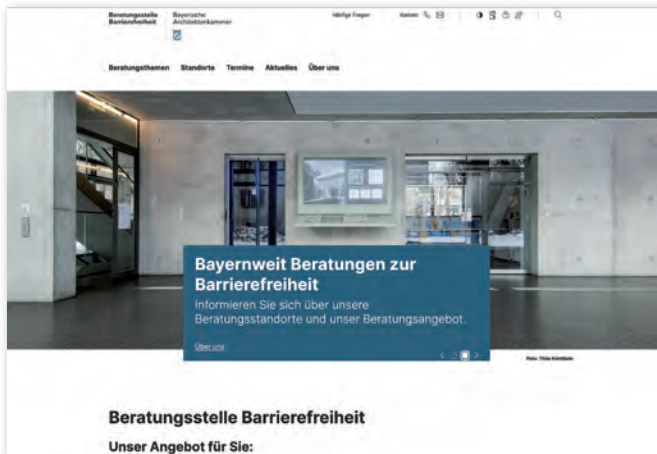 Beratungsstelle
Barrierefreiheit
Bayerische
Architektenkammer
Häufige Fragen
Kontakt
Beratungsthemen Standorte Termine Aktuelles Über uns
Bayernweit Beratungen zur
Barrierefreiheit
Informieren Sie sich über unsere
Beratungsstandorte und unser Beratungsangebot.
Über uns
Foto:
Beratungsstelle Barrierefreiheit
Unser Angebot für Sie: